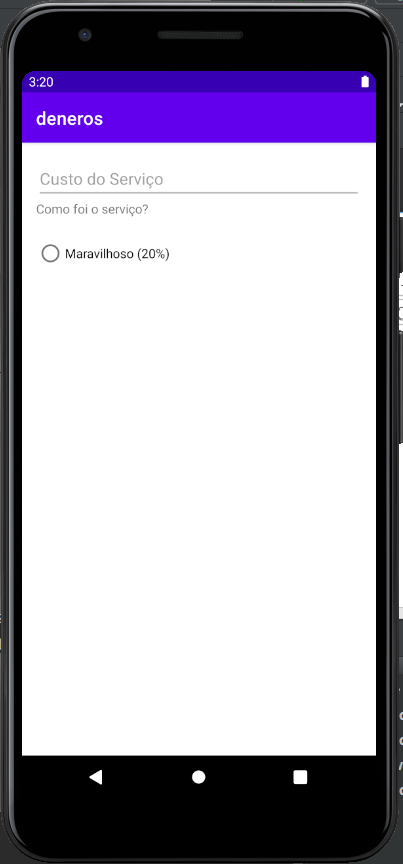 3:20
deneros
Custo do Serviço
Como foi o serviço?
Maravilhoso (20%)